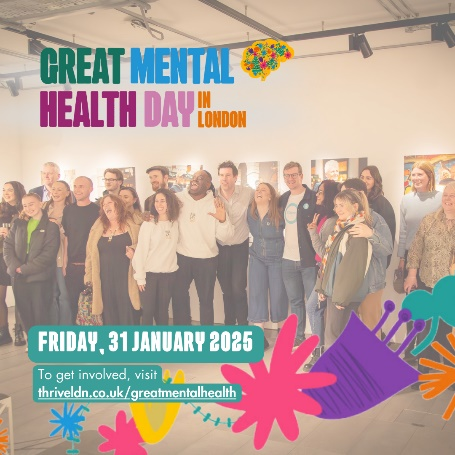 GREAT MENTAL
HEALTH DAY IN
LONDON
FRIDAY, 31 JANUARY 2025
To get involved, visit
thriveldn.co.uk/greatmentalhealth